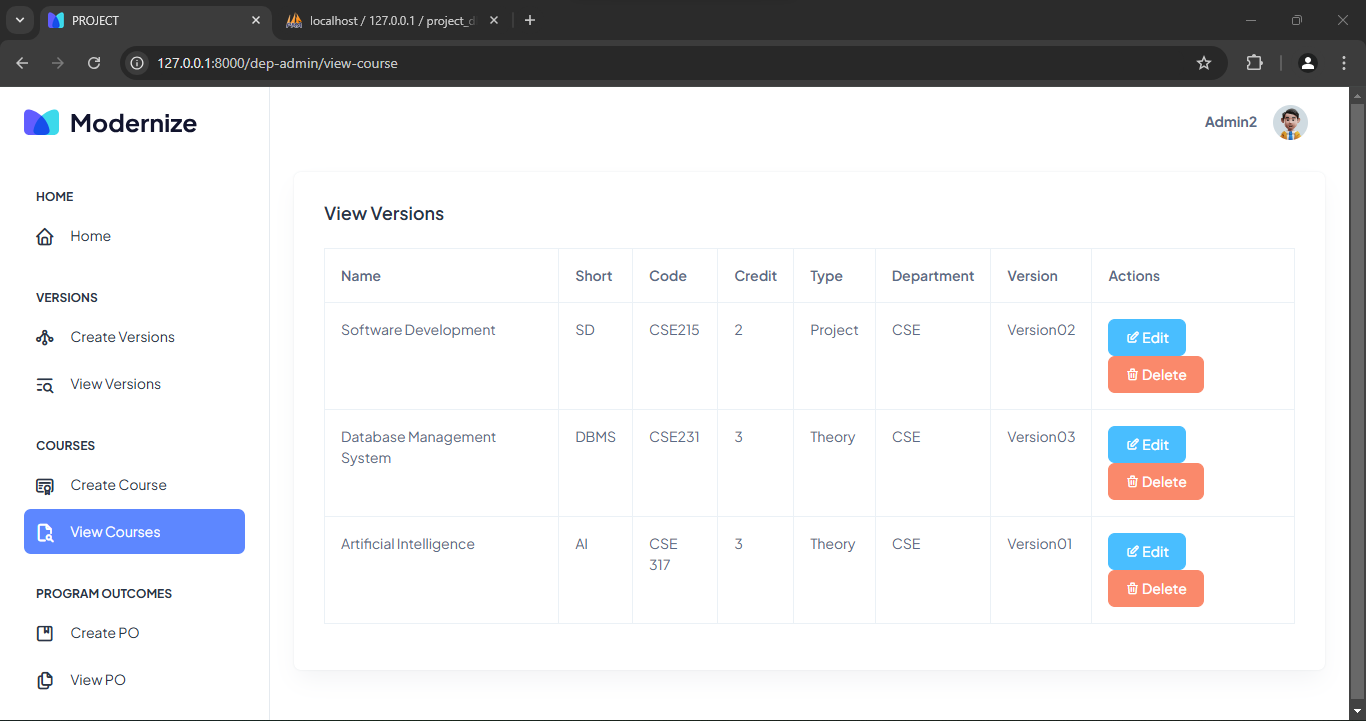 PROJECT
localhost / 127.0.0.1 / project_d
127.0.0.1:8000/dep-admin/view-course
Modernize
Admin2
HOME
Home
VERSIONS
Create Versions
View Versions
COURSES
Create Course
View Courses
PROGRAM OUTCOMES
Create PO
View PO
View Versions
Name Short Code Credit Type Department Version Actions
Software Development SD CSE215 2 Project CSE Version02 Edit
Delete
Database Management DBMS CSE231 3 Theory CSE Version03 Edit
System
Delete
Artificial Intelligence AI CSE 3 Theory CSE Version01 Edit
317
Delete